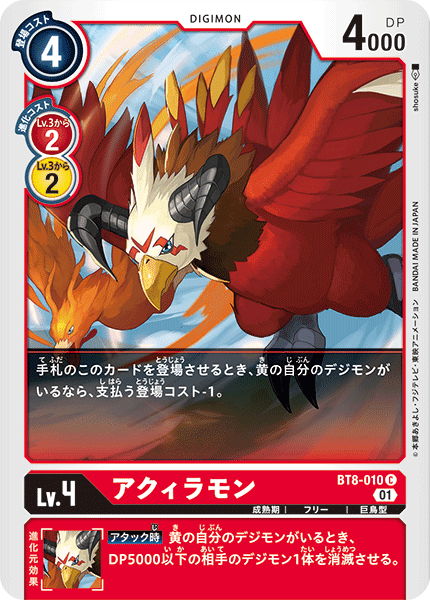 DIGIMON
登場コスト
4
DP
4000
進化コスト
Lv.3から
2
Lv.3から
2
shosuke
BANDAI MADE IN JAPAN
©本郷あきよし・フジテレビ・東映アニメーション
手札のこのカードを登場させるとき、黄の自分のデジモンが
いるなら、支払う登場コスト-1。
BT8-010 C
01
Lv.4
アクィラモン
成熟期 | フリー | 巨鳥型
進化元効果
アタック時 黄の自分のデジモンがいるとき、
DP5000以下の相手のデジモン1体を消滅させる。